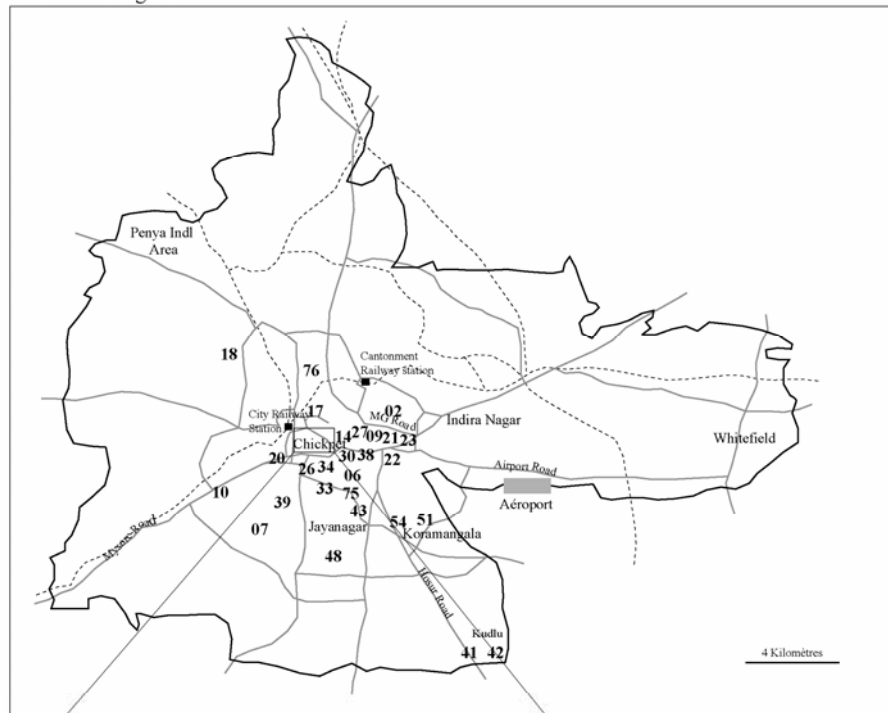 Penya Indl
Area
18
76
Cantonment
Railway station
17
02
City Railway
Station
MG Road
Indira Nagar
Chickpet
14
27
09
21
23
Whitefield
20
26
34
30
38
22
Airport Road
06
10
33
75
39
43
Aéroport
07
Jayanagar
54
51
Koramangala
Mysore Road
48
Hosur Road
Kudlu
41
42
4 Kilométres